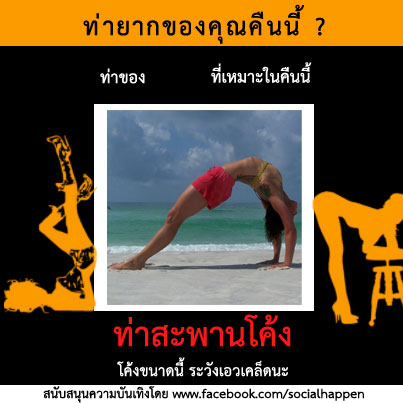 ท่ายากของคุณคืนนี้ ?
ท่าของ ที่เหมาะในคืนนี้
ท่าสะพานโค้ง
โค้งขนาดนี้ ระวังเอวเคล็ดนะ
สนับสนุนความบันเทิงโดย www.facebook.com/socialhappen